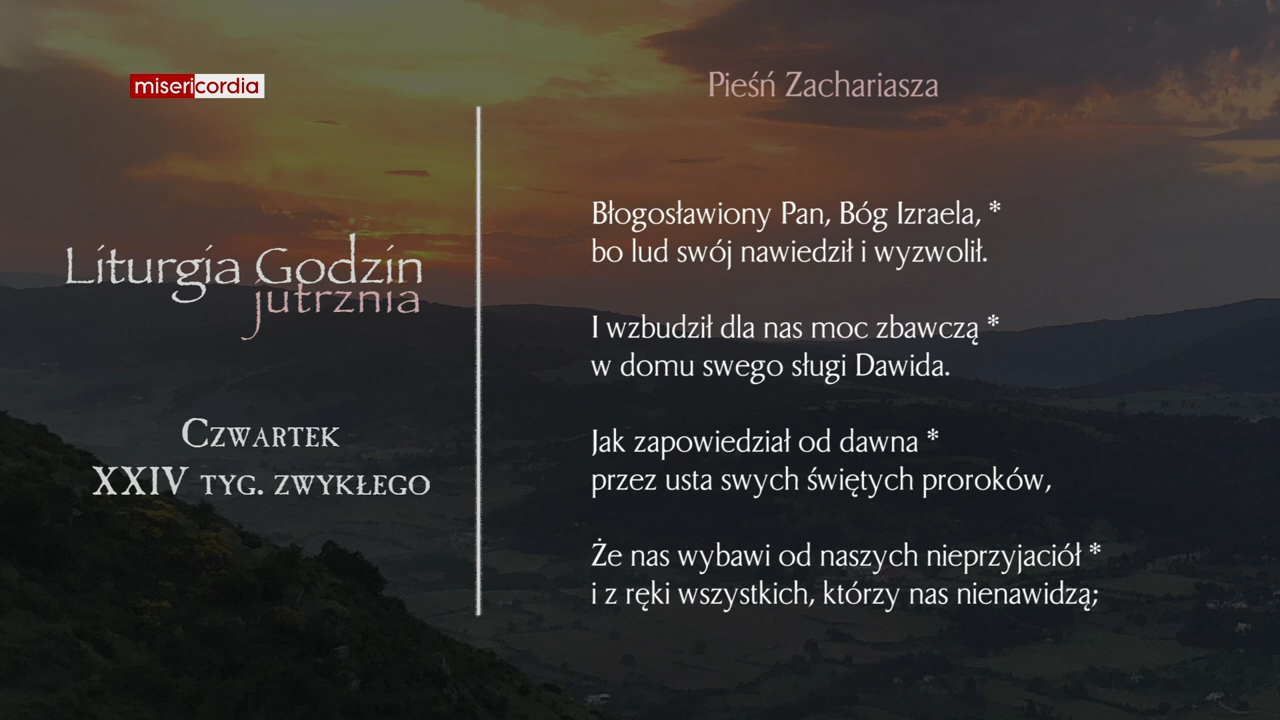 misericordia
Liturgia Godzin
jutrznia
Czwartek
XXIV tyg. zwykłego
Pieśń Zachariasza
Błogosławiony Pan, Bóg Izraela, *
bo lud swój nawiedził i wyzwolił.
I wzbudził dla nas moc zbawczą *
w domu swego sługi Dawida.
Jak zapowiedział od dawna *
przez usta swych świętych proroków,
Że nas wybawi od naszych nieprzyjaciół *
i z ręki wszystkich, którzy nas nienawidzą;